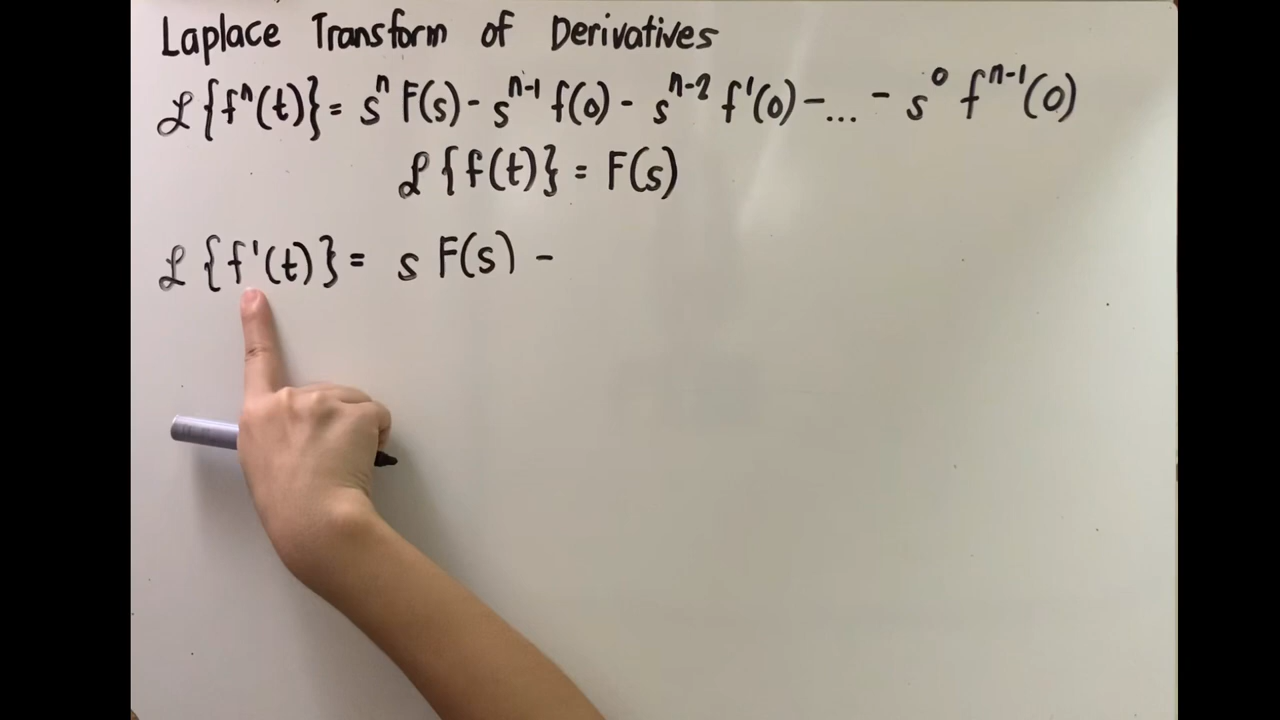 Laplace Transform of Derivatives
ℒ{fⁿ(t)} = sⁿ F(s) - sⁿ⁻¹ f(0) - sⁿ⁻² f'(0) - ... - s⁰ fⁿ⁻¹(0)
ℒ{f(t)} = F(s)
ℒ{f'(t)} = s F(s) -